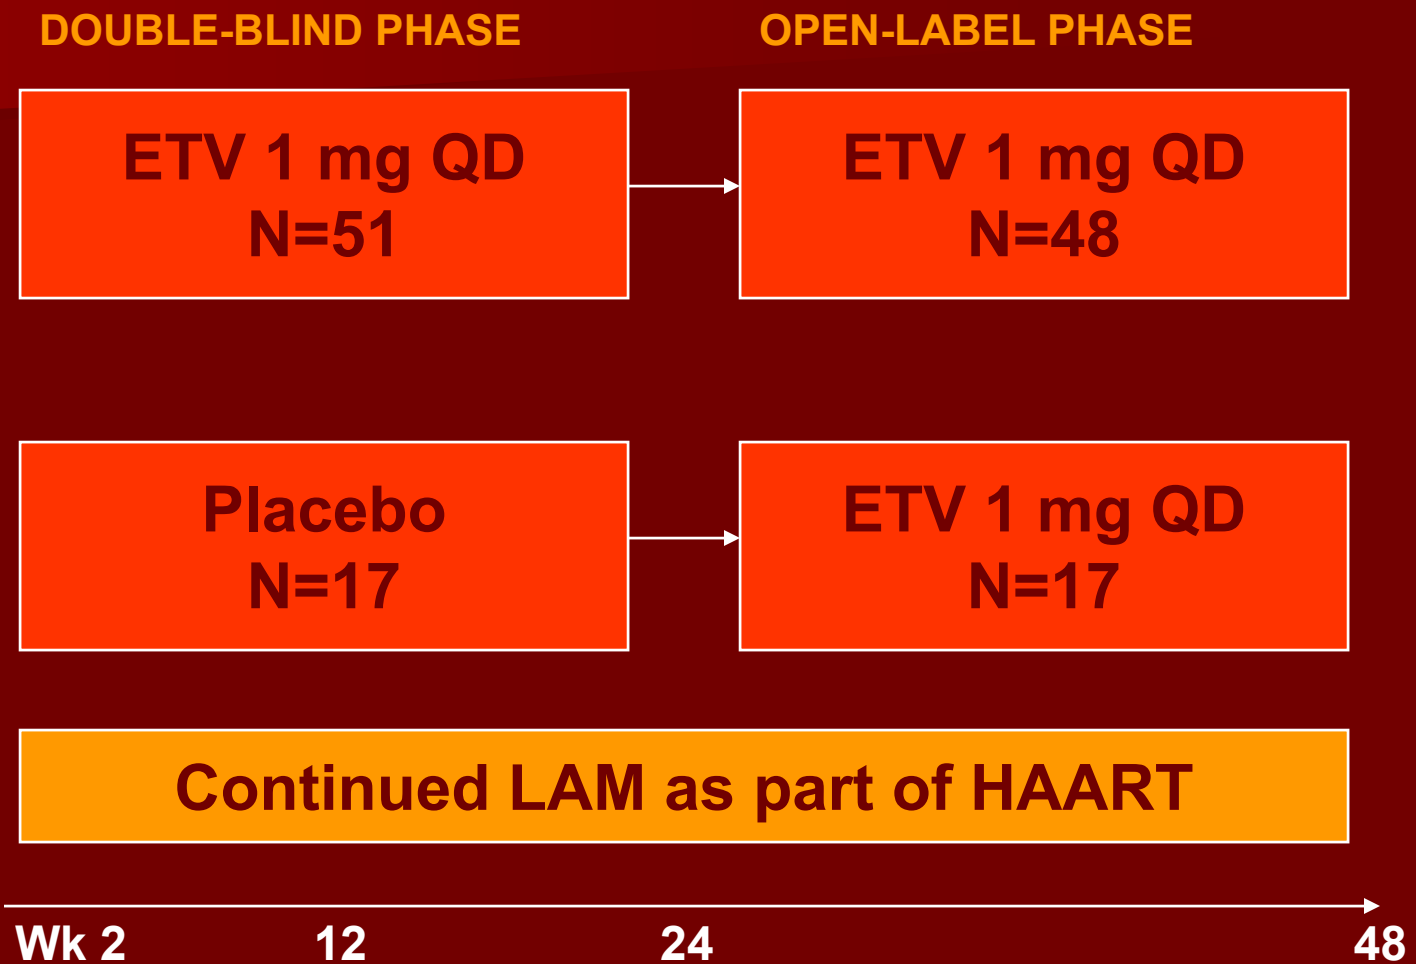 DOUBLE-BLIND PHASE
OPEN-LABEL PHASE
ETV 1 mg QD
N=51
ETV 1 mg QD
N=48
Placebo
N=17
ETV 1 mg QD
N=17
Continued LAM as part of HAART
Wk 2 12 24 48